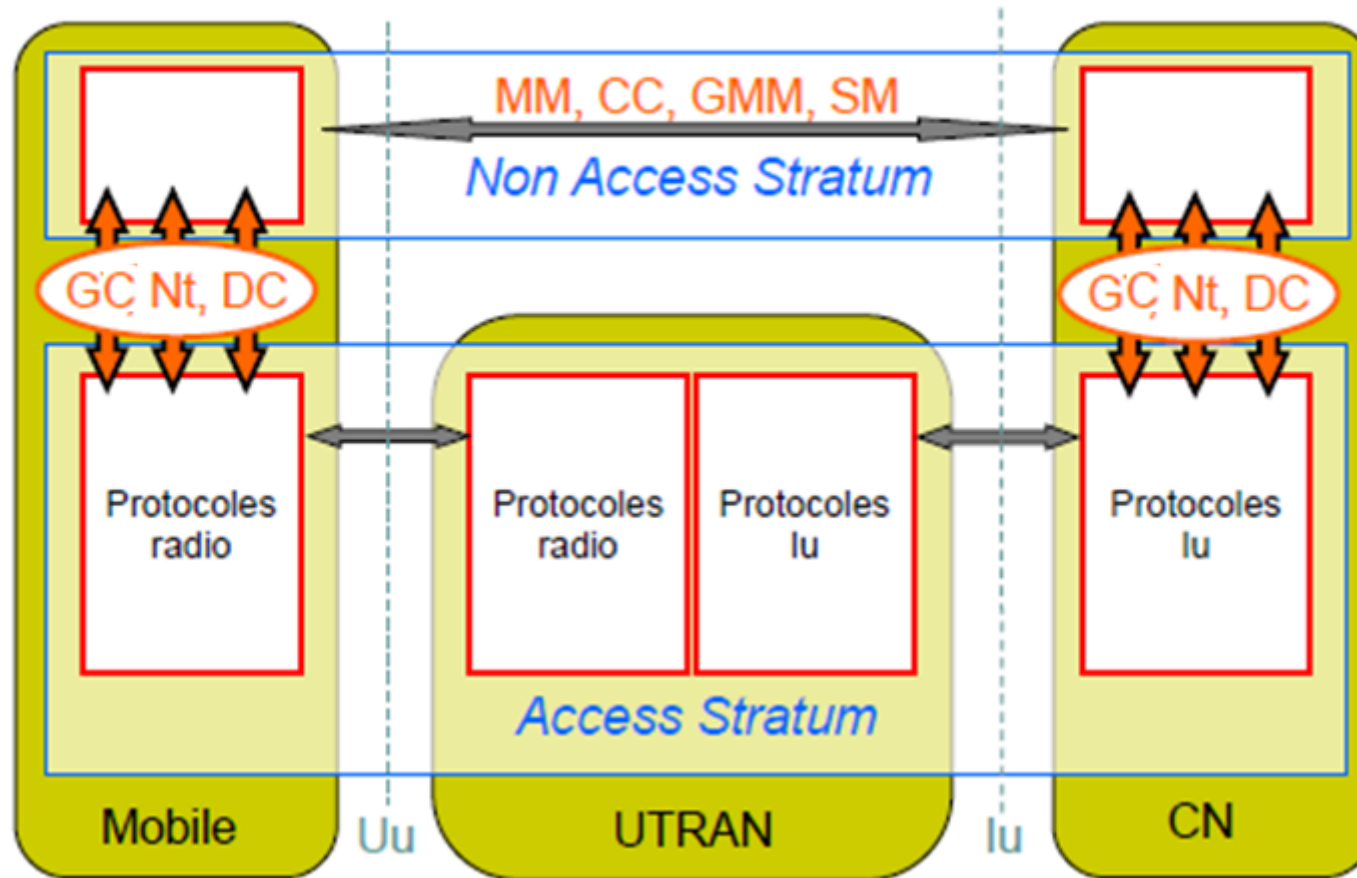 MM, CC, GMM, SM
Non Access Stratum
GC, Nt, DC
GC, Nt, DC
Protocoles
radio
Protocoles
radio
Protocoles
Iu
Protocoles
Iu
Access Stratum
Mobile
Uu
UTRAN
Iu
CN